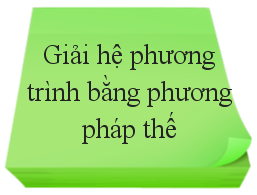 Giải hệ phương
trình bằng phương
pháp thế